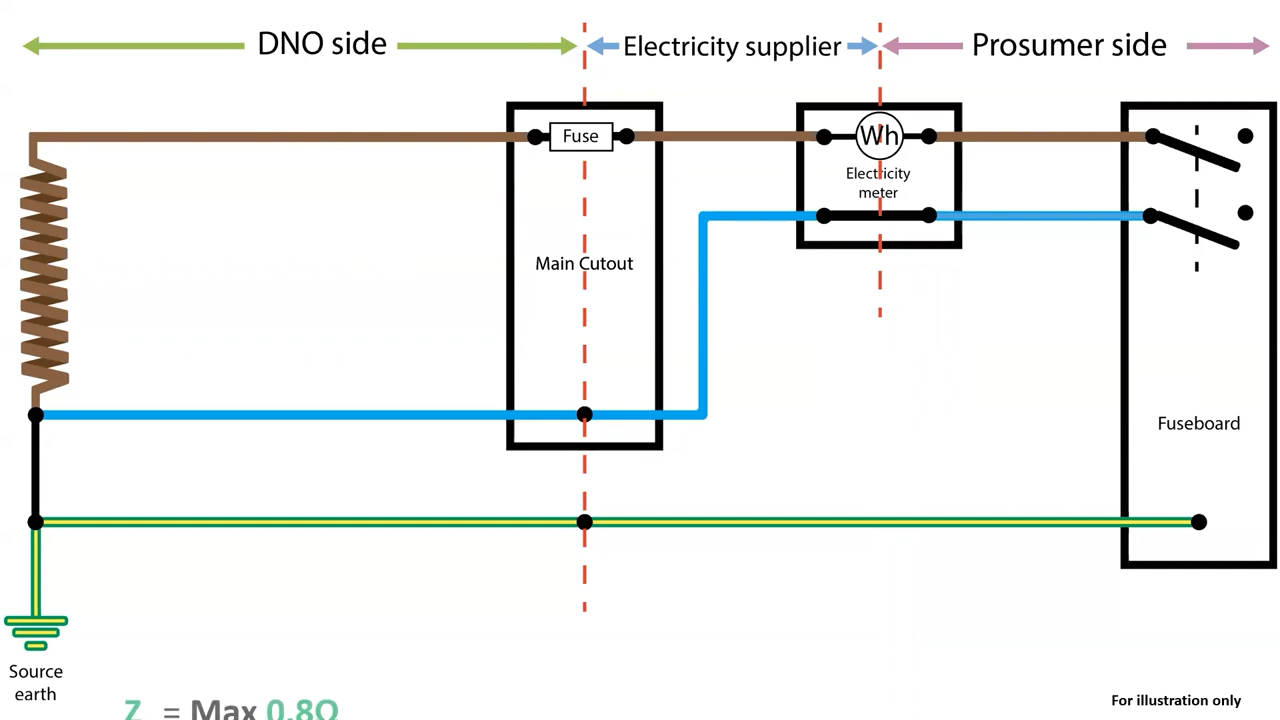 DNO side
Electricity supplier
Prosumer side
Fuse
Wh
Electricity
meter
Main Cutout
Fuseboard
Source
earth
Z = Max 0.8Ω
For illustration only